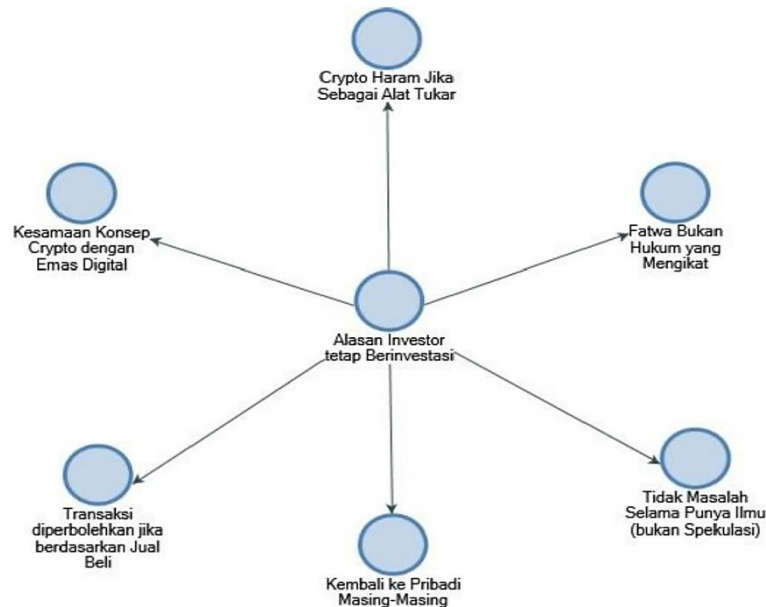 Crypto Haram Jika
Sebagai Alat Tukar
Kesamaan Konsep
Crypto dengan
Emas Digital
Fatwa Bukan
Hukum yang
Mengikat
Alasan Investor
tetap Berinvestasi
Transaksi
diperbolehkan jika
berdasarkan Jual
Beli
Kembali ke Pribadi
Masing-Masing
Tidak Masalah
Selama Punya Ilmu
(bukan Spekulasi)